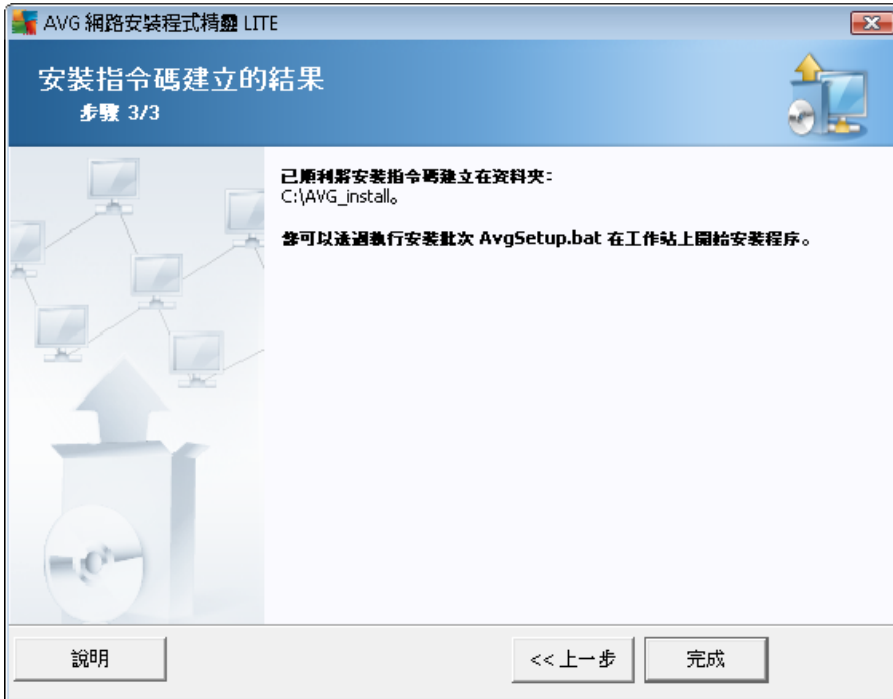 AVG 網路安裝程式精靈 LITE
安裝指令碼建立的結果
步驟 3/3
已順利將安裝指令碼建立在資料夾:
C:\AVG_install。
您可以透過執行安裝批次 AvgSetup.bat 在工作站上開始安裝程序。
說明
<< 上一步
完成